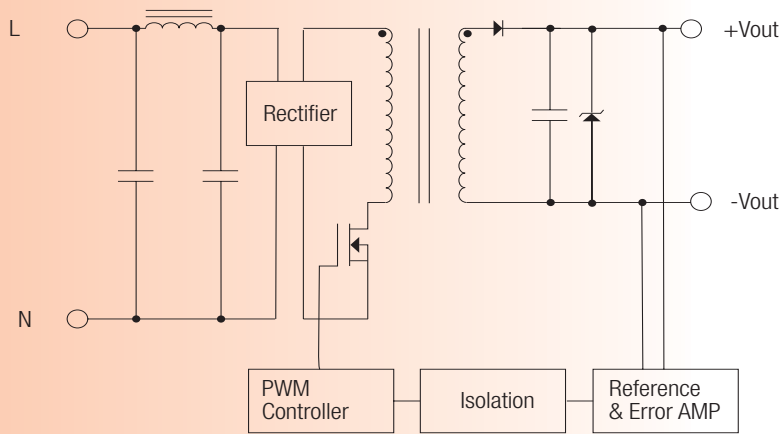 L
+Vout
Rectifier
-Vout
N
PWM
Controller
Isolation
Reference
& Error AMP